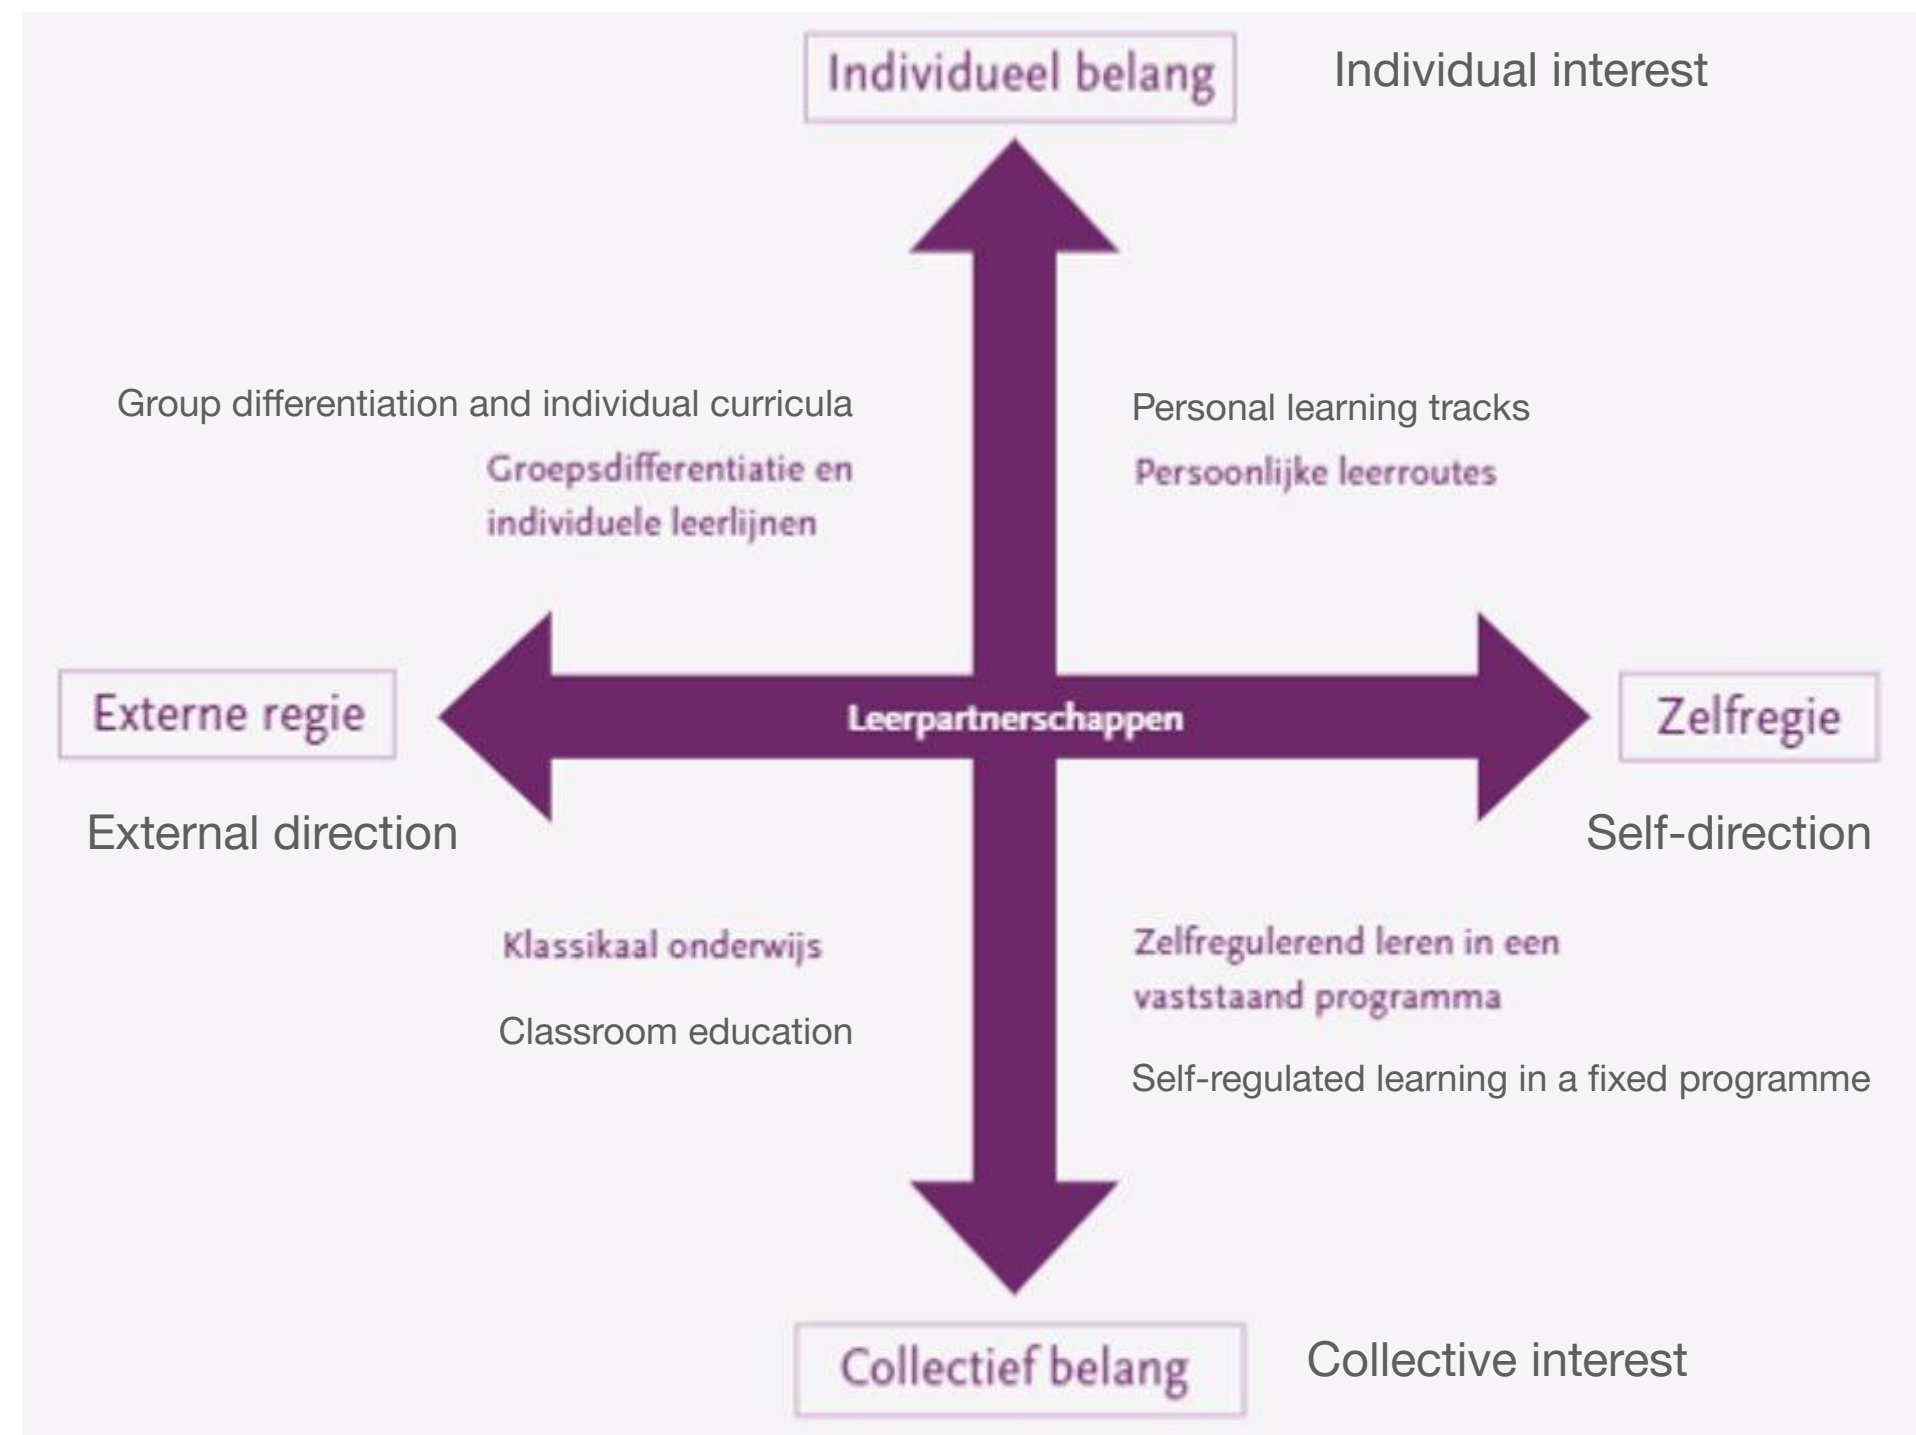 Individueel belang
Individual interest
Group differentiation and individual curricula
Groepsdifferentiatie en
individuele leerlijnen
Personal learning tracks
Persoonlijke leerroutes
Externe regie
External direction
Leerpartnerschappen
Zelfregie
Self-direction
Klassikaal onderwijs
Classroom education
Zelfregulerend leren in een
vaststaand programma
Self-regulated learning in a fixed programme
Collectief belang
Collective interest